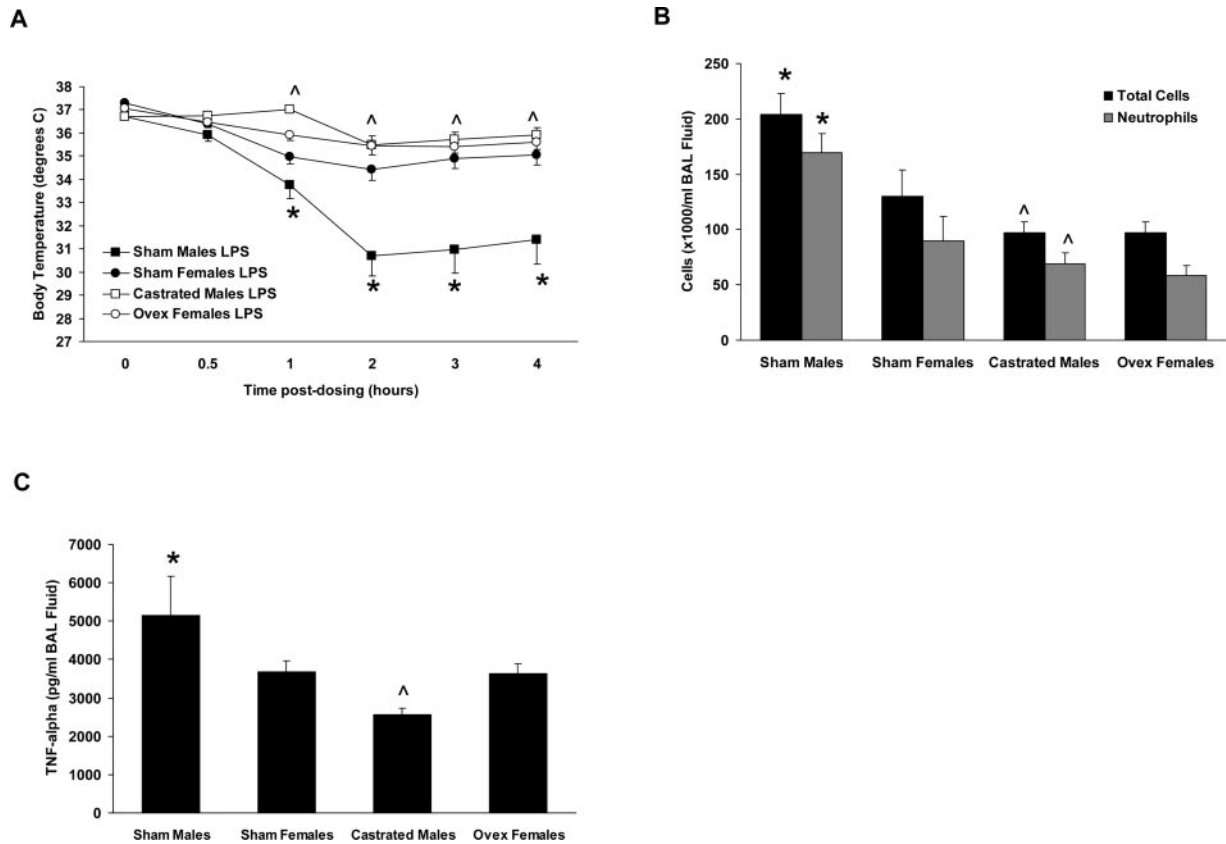 A
38
37
36
35
34
33
32
31
30
29
28
27
Body Temperature (degrees C)
^ ^ ^ ^
* * * *
Sham Males LPS
Sham Females LPS
Castrated Males LPS
Ovex Females LPS
0 0.5 1 2 3 4
Time post-dosing (hours)
B
250
200
150
100
50
0
Cells (x1000/ml BAL Fluid)
* *
^ ^
Total Cells
Neutrophils
Sham Males Sham Females Castrated Males Ovex Females
C
7000
6000
5000
4000
3000
2000
1000
0
TNF-alpha (pg/ml BAL Fluid)
*
^
Sham Males Sham Females Castrated Males Ovex Females